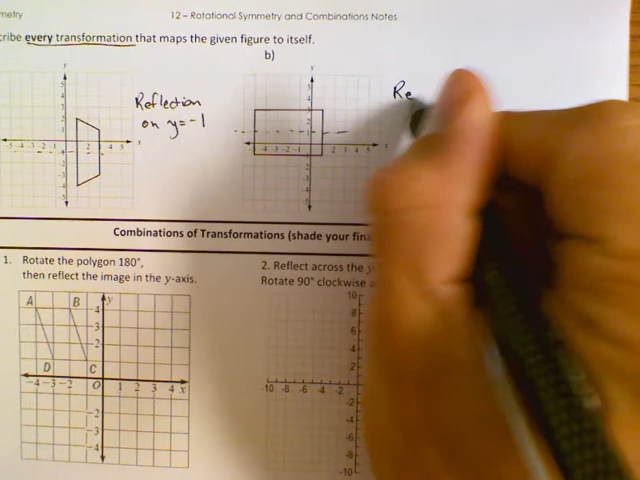 metry 12 – Rotational Symmetry and Combinations Notes
cribe every transformation that maps the given figure to itself.
b)
Reflection
on y=-1
Re
Combinations of Transformations (shade your fin
1. Rotate the polygon 180°,
then reflect the image in the y-axis.
2. Reflect across the y
Rotate 90° clockwise
A B
D C
-4 -3 -2 O 1 2 3 4 x
y
4
3
2
-2
-3
-4
10
8
6
4
2
-10 -8 -6 -4 -2
-2
-4
-6
-8
-10